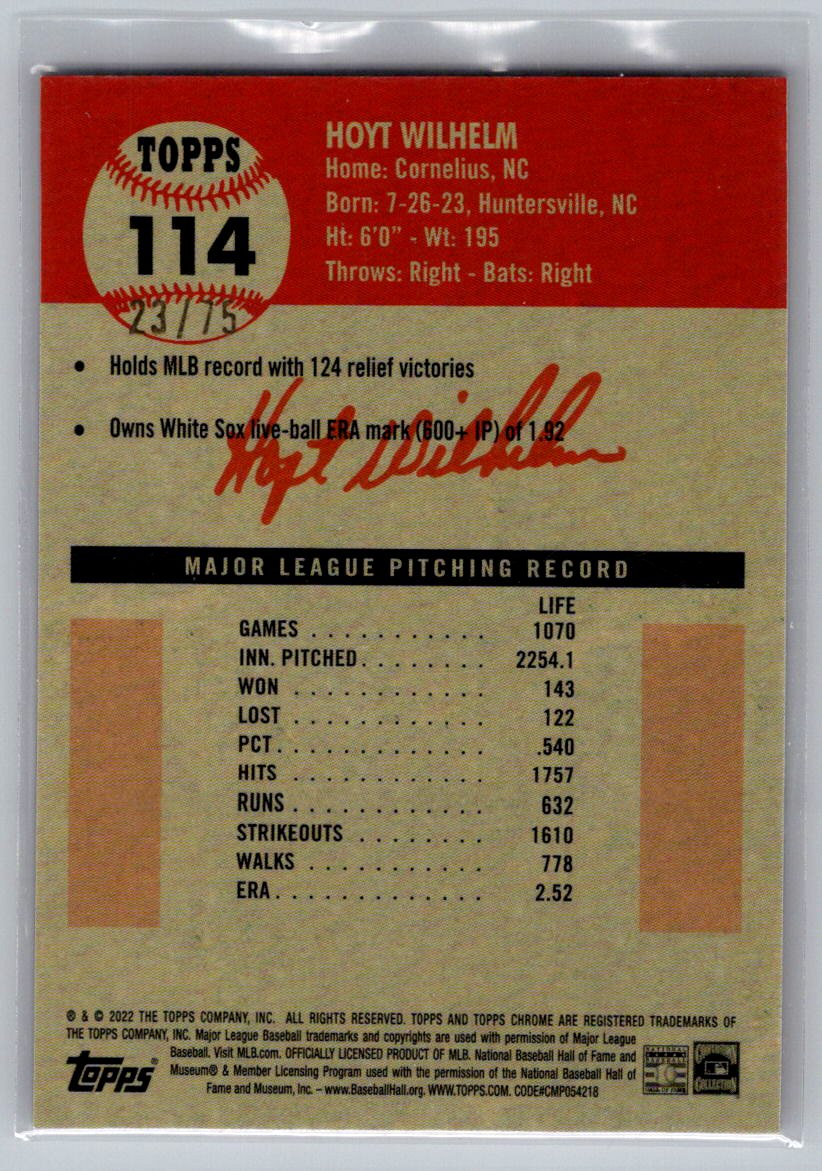 TOPPS
114
23/75
HOYT WILHELM
Home: Cornelius, NC
Born: 7-26-23, Huntersville, NC
Ht: 6'0" - Wt: 195
Throws: Right - Bats: Right
• Holds MLB record with 124 relief victories
• Owns White Sox live-ball ERA mark (600+ IP) of 1.92
Hoyt Wilhelm
MAJOR LEAGUE PITCHING RECORD
LIFE
GAMES . . . . . . . . . . . 1070
INN. PITCHED . . . . . . . . 2254.1
WON . . . . . . . . . . . . 143
LOST . . . . . . . . . . . . 122
PCT . . . . . . . . . . . . . .540
HITS . . . . . . . . . . . . 1757
RUNS . . . . . . . . . . . . 632
STRIKEOUTS . . . . . . . . 1610
WALKS . . . . . . . . . . . 778
ERA . . . . . . . . . . . . . 2.52
® & © 2022 THE TOPPS COMPANY, INC. ALL RIGHTS RESERVED. TOPPS AND TOPPS CHROME ARE REGISTERED TRADEMARKS OF
THE TOPPS COMPANY, INC. Major League Baseball trademarks and copyrights are used with permission of Major League
Baseball. Visit MLB.com. OFFICIALLY LICENSED PRODUCT OF MLB. National Baseball Hall of Fame and
Museum® & Member Licensing Program used with the permission of the National Baseball Hall of
Fame and Museum, Inc. – www.BaseballHall.org. WWW.TOPPS.COM. CODE#CMP054218
topps®
NATIONAL
BASEBALL
HALL OF FAME
COOPERSTOWN
COLLECTION